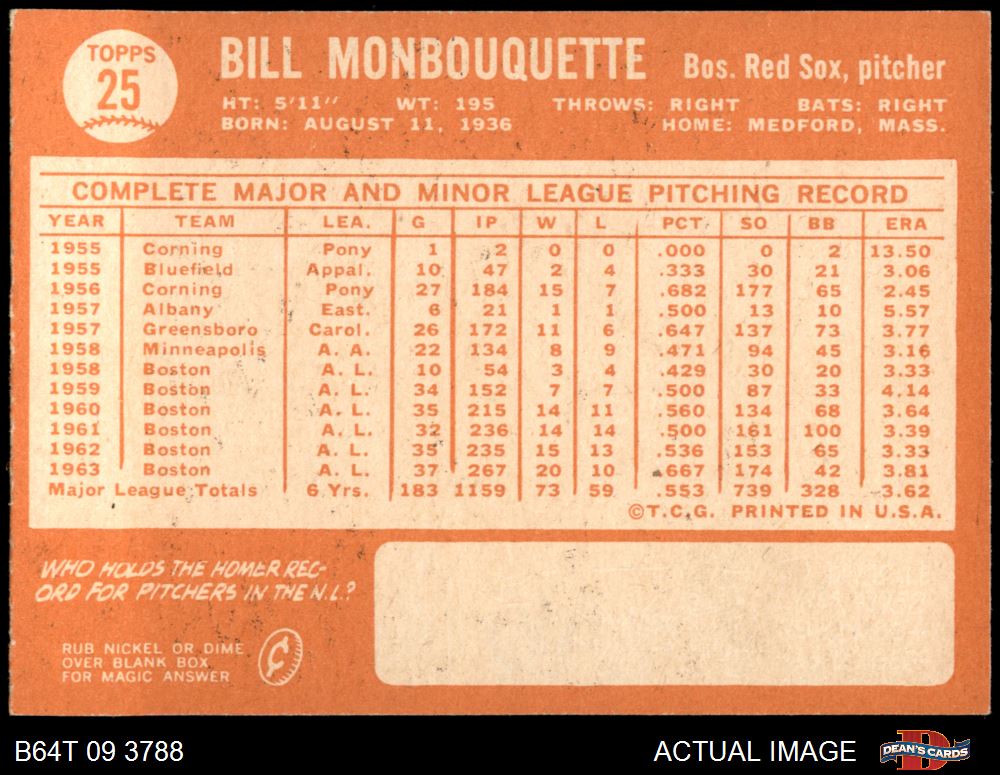 TOPPS
25
BILL MONBOUQUETTE Bos. Red Sox, pitcher
HT: 5'11" WT: 195 THROWS: RIGHT BATS: RIGHT
BORN: AUGUST 11, 1936 HOME: MEDFORD, MASS.
COMPLETE MAJOR AND MINOR LEAGUE PITCHING RECORD
YEAR TEAM LEA. G IP W L PCT. SO BB ERA
1955 Corning Pony 1 2 0 0 .000 0 2 13.50
1955 Bluefield Appal. 10 47 2 4 .333 30 21 3.06
1956 Corning Pony 27 184 15 7 .682 177 65 2.45
1957 Albany East. 6 21 1 1 .500 13 10 5.57
1957 Greensboro Carol. 26 172 11 6 .647 137 73 3.77
1958 Minneapolis A. A. 22 134 8 9 .471 94 45 3.16
1958 Boston A. L. 10 54 3 4 .429 30 20 3.33
1959 Boston A. L. 34 152 7 7 .500 87 33 4.14
1960 Boston A. L. 35 215 14 11 .560 134 68 3.64
1961 Boston A. L. 32 236 14 14 .500 161 100 3.39
1962 Boston A. L. 35 235 15 13 .536 153 65 3.33
1963 Boston A. L. 37 267 20 10 .667 174 42 3.81
Major League Totals 6 Yrs. 183 1159 73 59 .553 739 328 3.62
©T.C.G. PRINTED IN U.S.A.
WHO HOLDS THE HOMER REC-
ORD FOR PITCHERS IN THE N.L.?
RUB NICKEL OR DIME
OVER BLANK BOX
FOR MAGIC ANSWER
¢
B64T 09 3788 ACTUAL IMAGE
D
DEAN'S CARDS